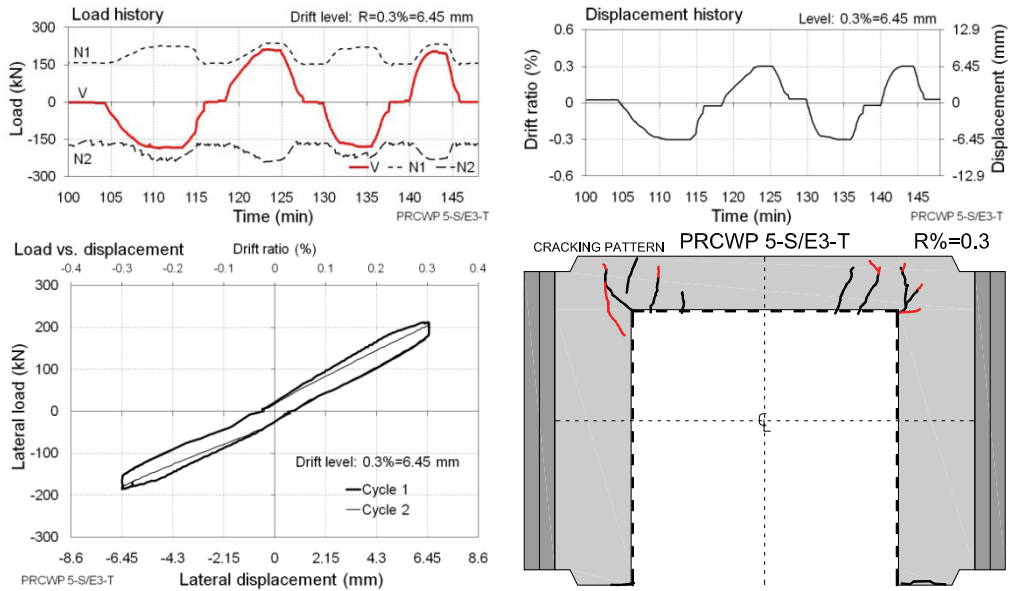 Load history
Drift level: R=0.3%=6.45 mm
300
150
0
-150
-300
Load (kN)
N1
V
N2
V N1 N2
100 105 110 115 120 125 130 135 140 145
Time (min)
PRCWP 5-S/E3-T
Displacement history
Level: 0.3%=6.45 mm
0.6
0.3
0
-0.3
-0.6
Drift ratio (%)
12.9
6.45
0
-6.45
-12.9
Displacement (mm)
100 105 110 115 120 125 130 135 140 145
Time (min)
PRCWP 5-S/E3-T
Load vs. displacement
Drift ratio (%)
-0.4 -0.3 -0.2 -0.1 0 0.1 0.2 0.3 0.4
300
200
100
0
-100
-200
-300
Lateral load (kN)
Drift level: 0.3%=6.45 mm
Cycle 1
Cycle 2
-8.6 -6.45 -4.3 -2.15 0 2.15 4.3 6.45 8.6
PRCWP 5-S/E3-T
Lateral displacement (mm)
CRACKING PATTERN PRCWP 5-S/E3-T R%=0.3